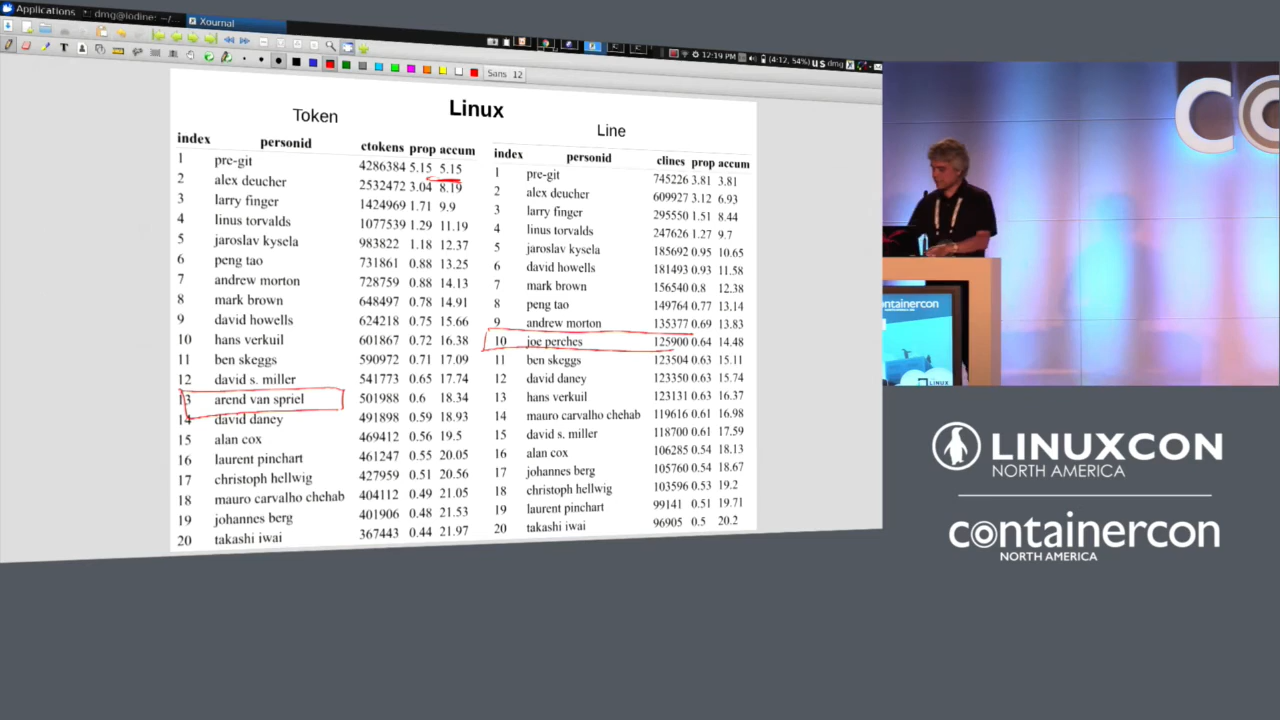 Applications
dmg@iodine: ~/...
Xournal
12:19 PM
(4:12, 54%)
us
dmg
Sans 12
Linux
Token
index personid ctokens prop accum
1 pre-git 4286384 5.15 5.15
2 alex deucher 2532472 3.04 8.19
3 larry finger 1424969 1.71 9.9
4 linus torvalds 1077539 1.29 11.19
5 jaroslav kysela 983822 1.18 12.37
6 peng tao 731861 0.88 13.25
7 andrew morton 728759 0.88 14.13
8 mark brown 648497 0.78 14.91
9 david howells 624218 0.75 15.66
10 hans verkuil 601867 0.72 16.38
11 ben skeggs 590972 0.71 17.09
12 david s. miller 541773 0.65 17.74
13 arend van spriel 501988 0.6 18.34
14 david daney 491898 0.59 18.93
15 alan cox 469412 0.56 19.5
16 laurent pinchart 461247 0.55 20.05
17 christoph hellwig 427959 0.51 20.56
18 mauro carvalho chehab 404112 0.49 21.05
19 johannes berg 401906 0.48 21.53
20 takashi iwai 367443 0.44 21.97
Line
index personid clines prop accum
1 pre-git 745226 3.81 3.81
2 alex deucher 609927 3.12 6.93
3 larry finger 295550 1.51 8.44
4 linus torvalds 247626 1.27 9.7
5 jaroslav kysela 185692 0.95 10.65
6 david howells 181493 0.93 11.58
7 mark brown 156540 0.8 12.38
8 peng tao 149764 0.77 13.14
9 andrew morton 135377 0.69 13.83
10 joe perches 125900 0.64 14.48
11 ben skeggs 123504 0.63 15.11
12 david daney 123350 0.63 15.74
13 hans verkuil 123131 0.63 16.37
14 mauro carvalho chehab 119616 0.61 16.98
15 david s. miller 118700 0.61 17.59
16 alan cox 106285 0.54 18.13
17 johannes berg 105760 0.54 18.67
18 christoph hellwig 103596 0.53 19.2
19 laurent pinchart 99141 0.51 19.71
20 takashi iwai 96905 0.5 20.2
CO
ntainercon
LINUX
LINUXCON
NORTH AMERICA
containercon
NORTH AMERICA